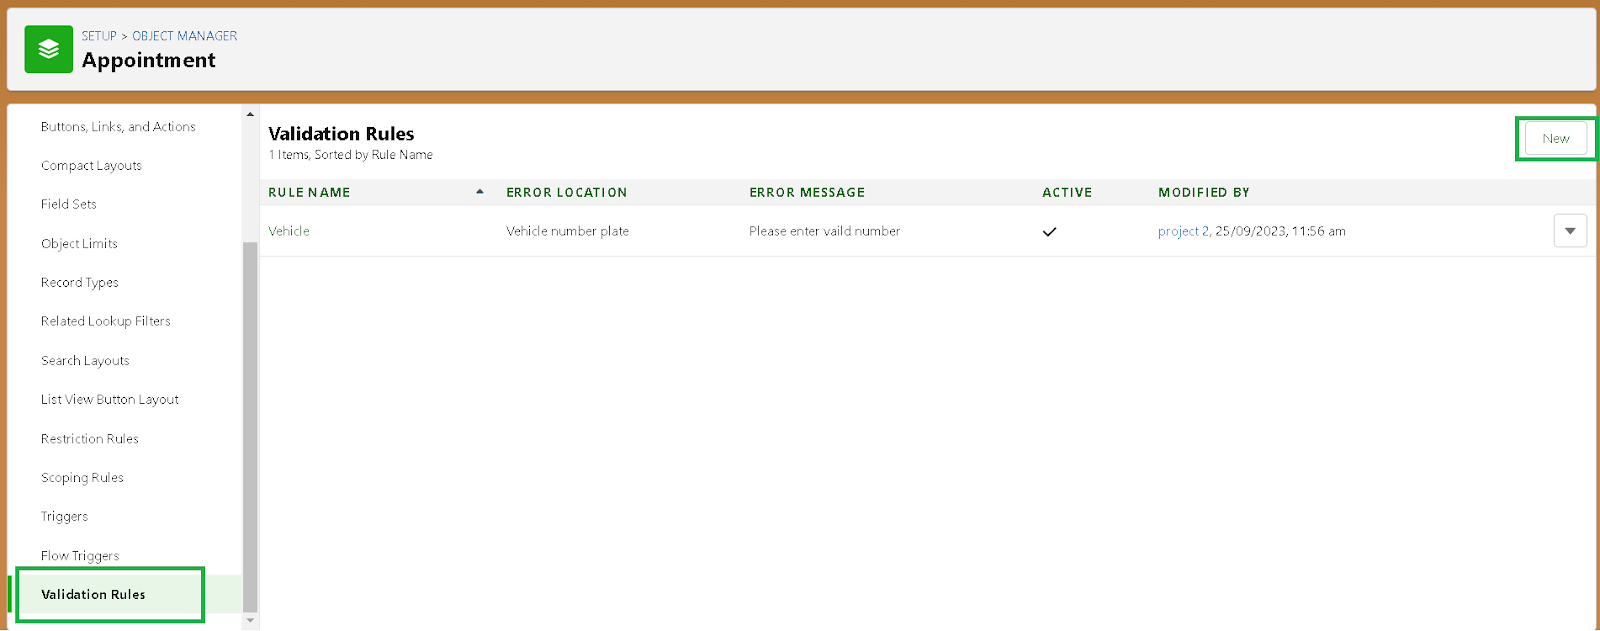 SETUP > OBJECT MANAGER
Appointment
Buttons, Links, and Actions
Compact Layouts
Field Sets
Object Limits
Record Types
Related Lookup Filters
Search Layouts
List View Button Layout
Restriction Rules
Scoping Rules
Triggers
Flow Triggers
Validation Rules
Validation Rules
1 Items, Sorted by Rule Name
New
RULE NAME ERROR LOCATION ERROR MESSAGE ACTIVE MODIFIED BY
Vehicle Vehicle number plate Please enter vaild number project 2, 25/09/2023, 11:56 am